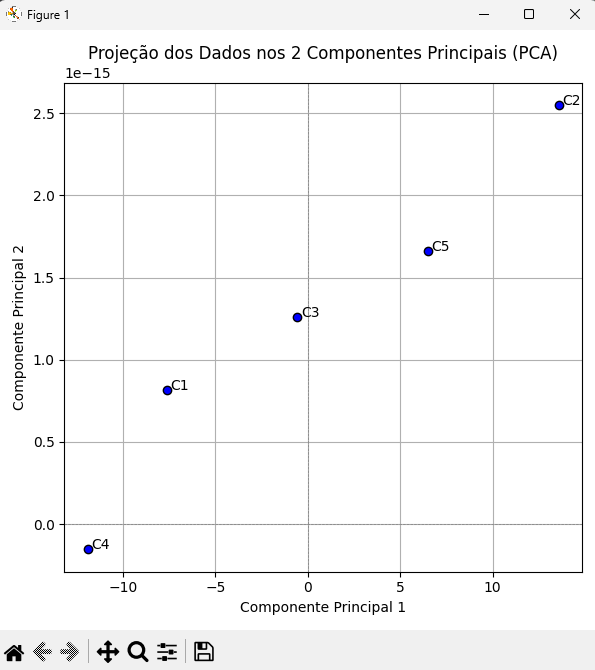 Figure 1
Projeção dos Dados nos 2 Componentes Principais (PCA)
1e−15
C2
2.5
2.0
C5
1.5
C3
1.0
C1
0.5
0.0
C4
Componente Principal 2
−10 −5 0 5 10
Componente Principal 1